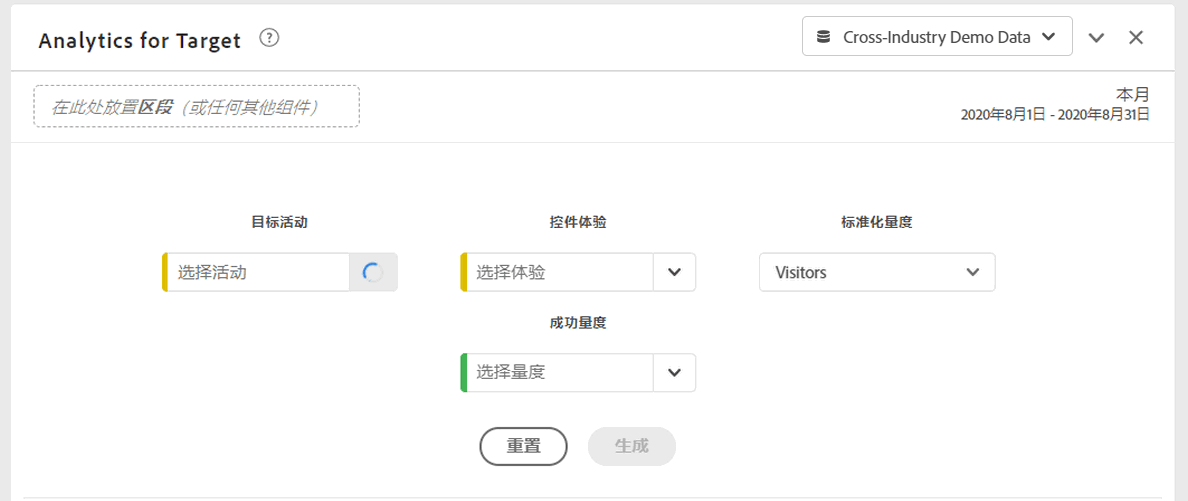 Analytics for Target ?
Cross-Industry Demo Data
在此处放置区段（或任何其他组件）
本月
2020年8月1日 - 2020年8月31日
目标活动
控件体验
标准化量度
选择活动
选择体验
Visitors
成功量度
选择量度
重置
生成